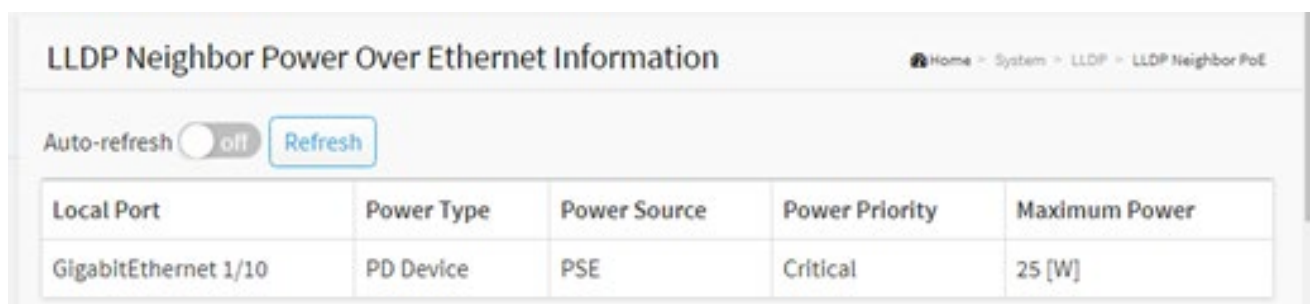 LLDP Neighbor Power Over Ethernet Information
Home > System > LLDP > LLDP Neighbor PoE
Auto-refresh off Refresh
Local Port Power Type Power Source Power Priority Maximum Power
GigabitEthernet 1/10 PD Device PSE Critical 25 [W]